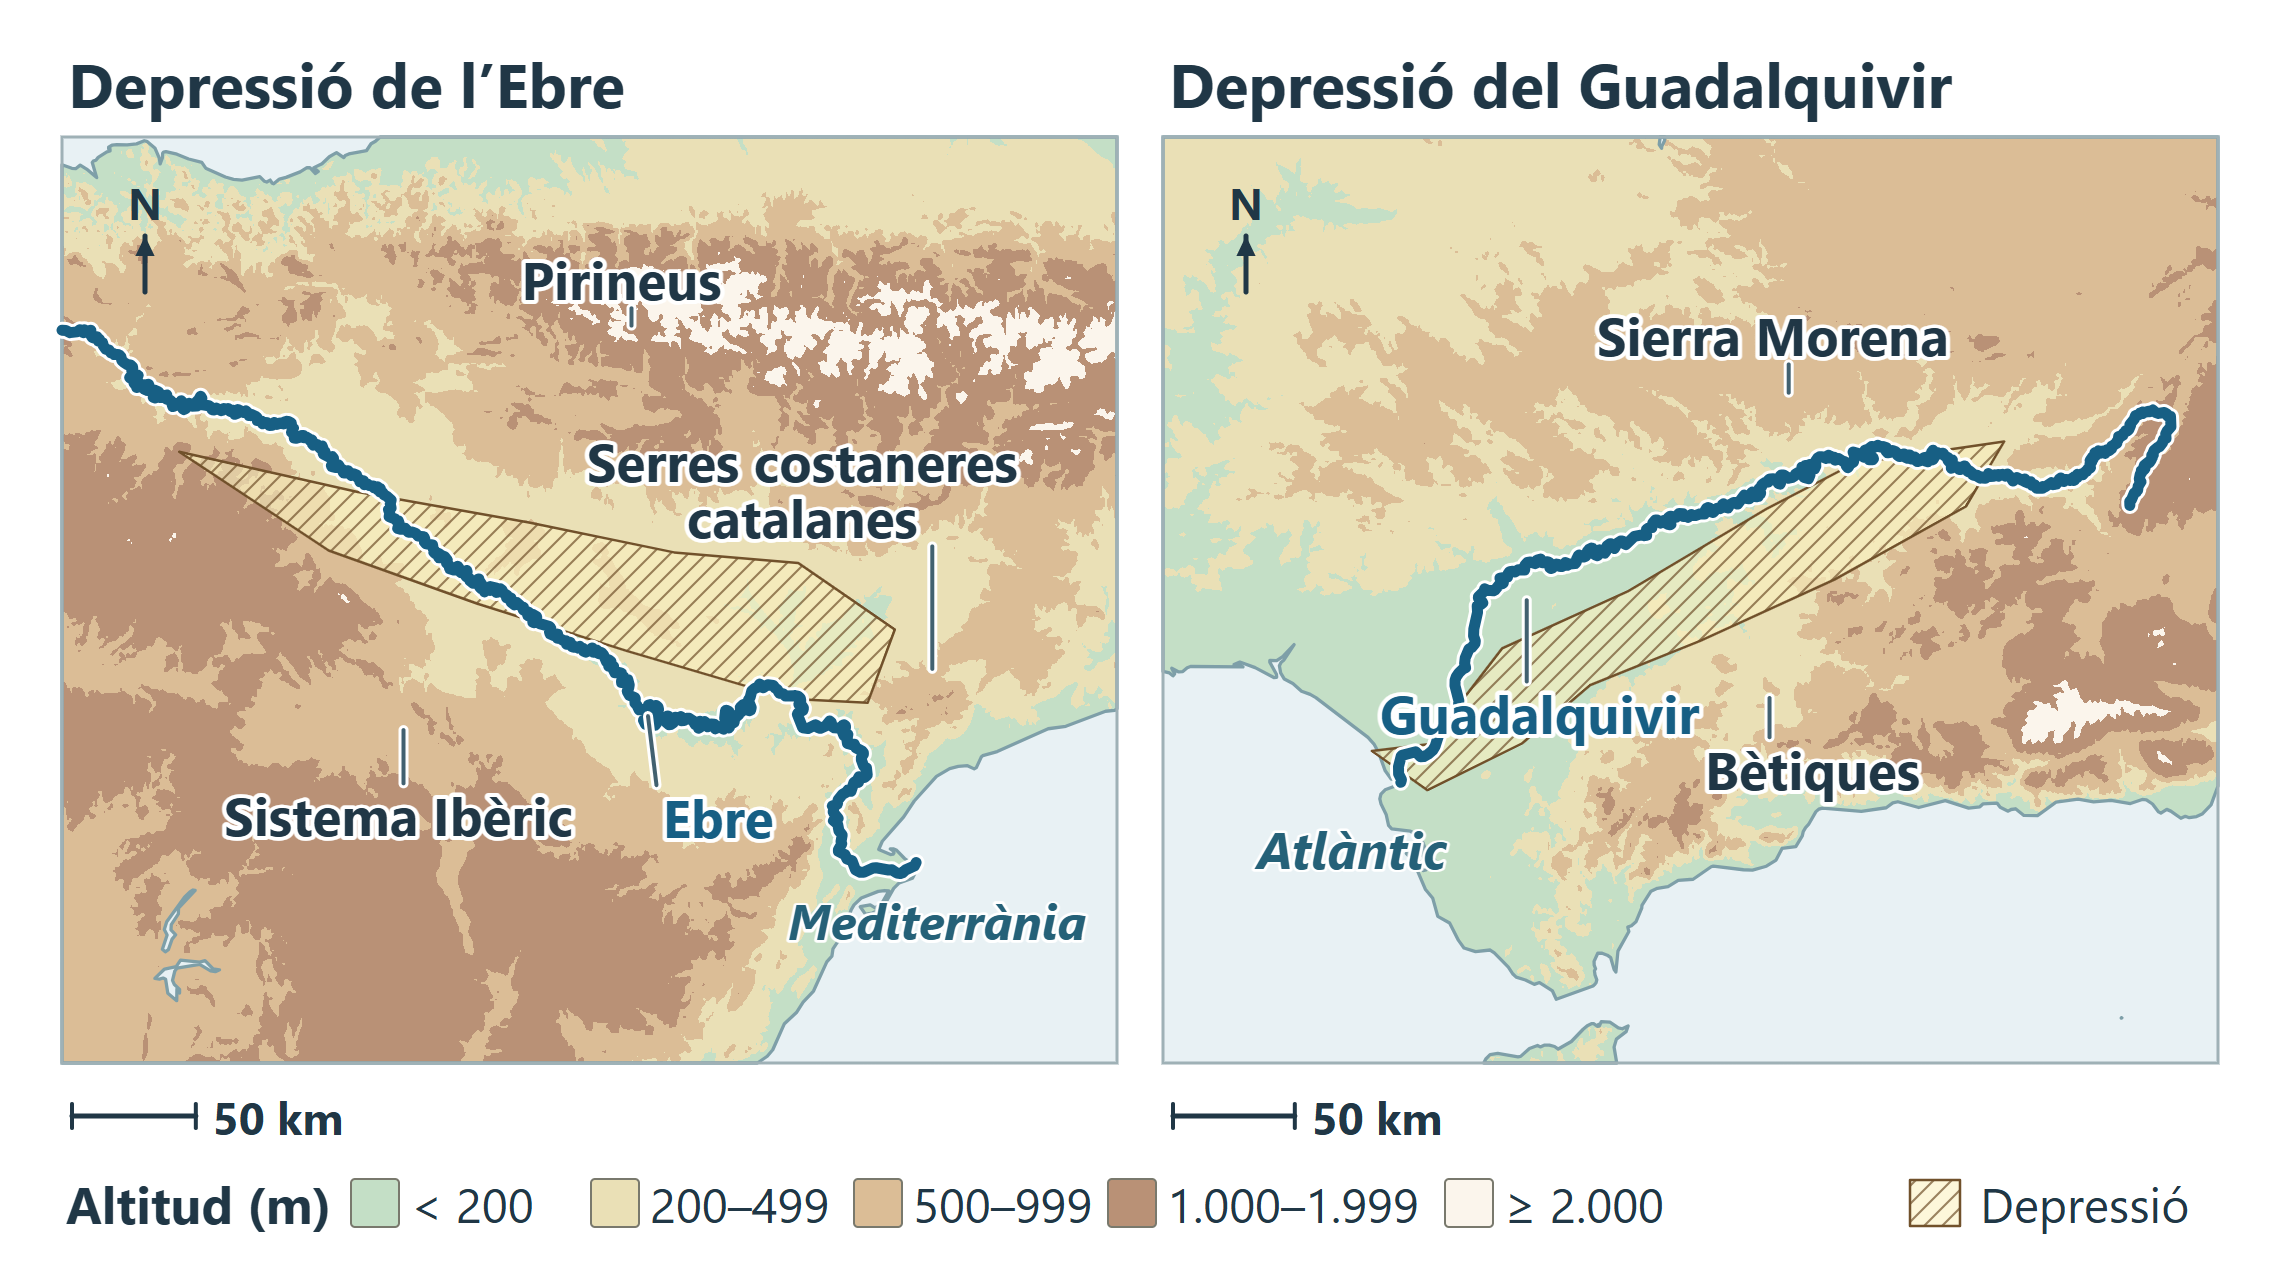 Depressió de l’Ebre
N
Pirineus
Serres costaneres
catalanes
Sistema Ibèric
Ebre
Mediterrània
50 km
Depressió del Guadalquivir
N
Sierra Morena
Guadalquivir
Bètiques
Atlàntic
50 km
Altitud (m) < 200 200–499 500–999 1.000–1.999 ≥ 2.000 Depressió